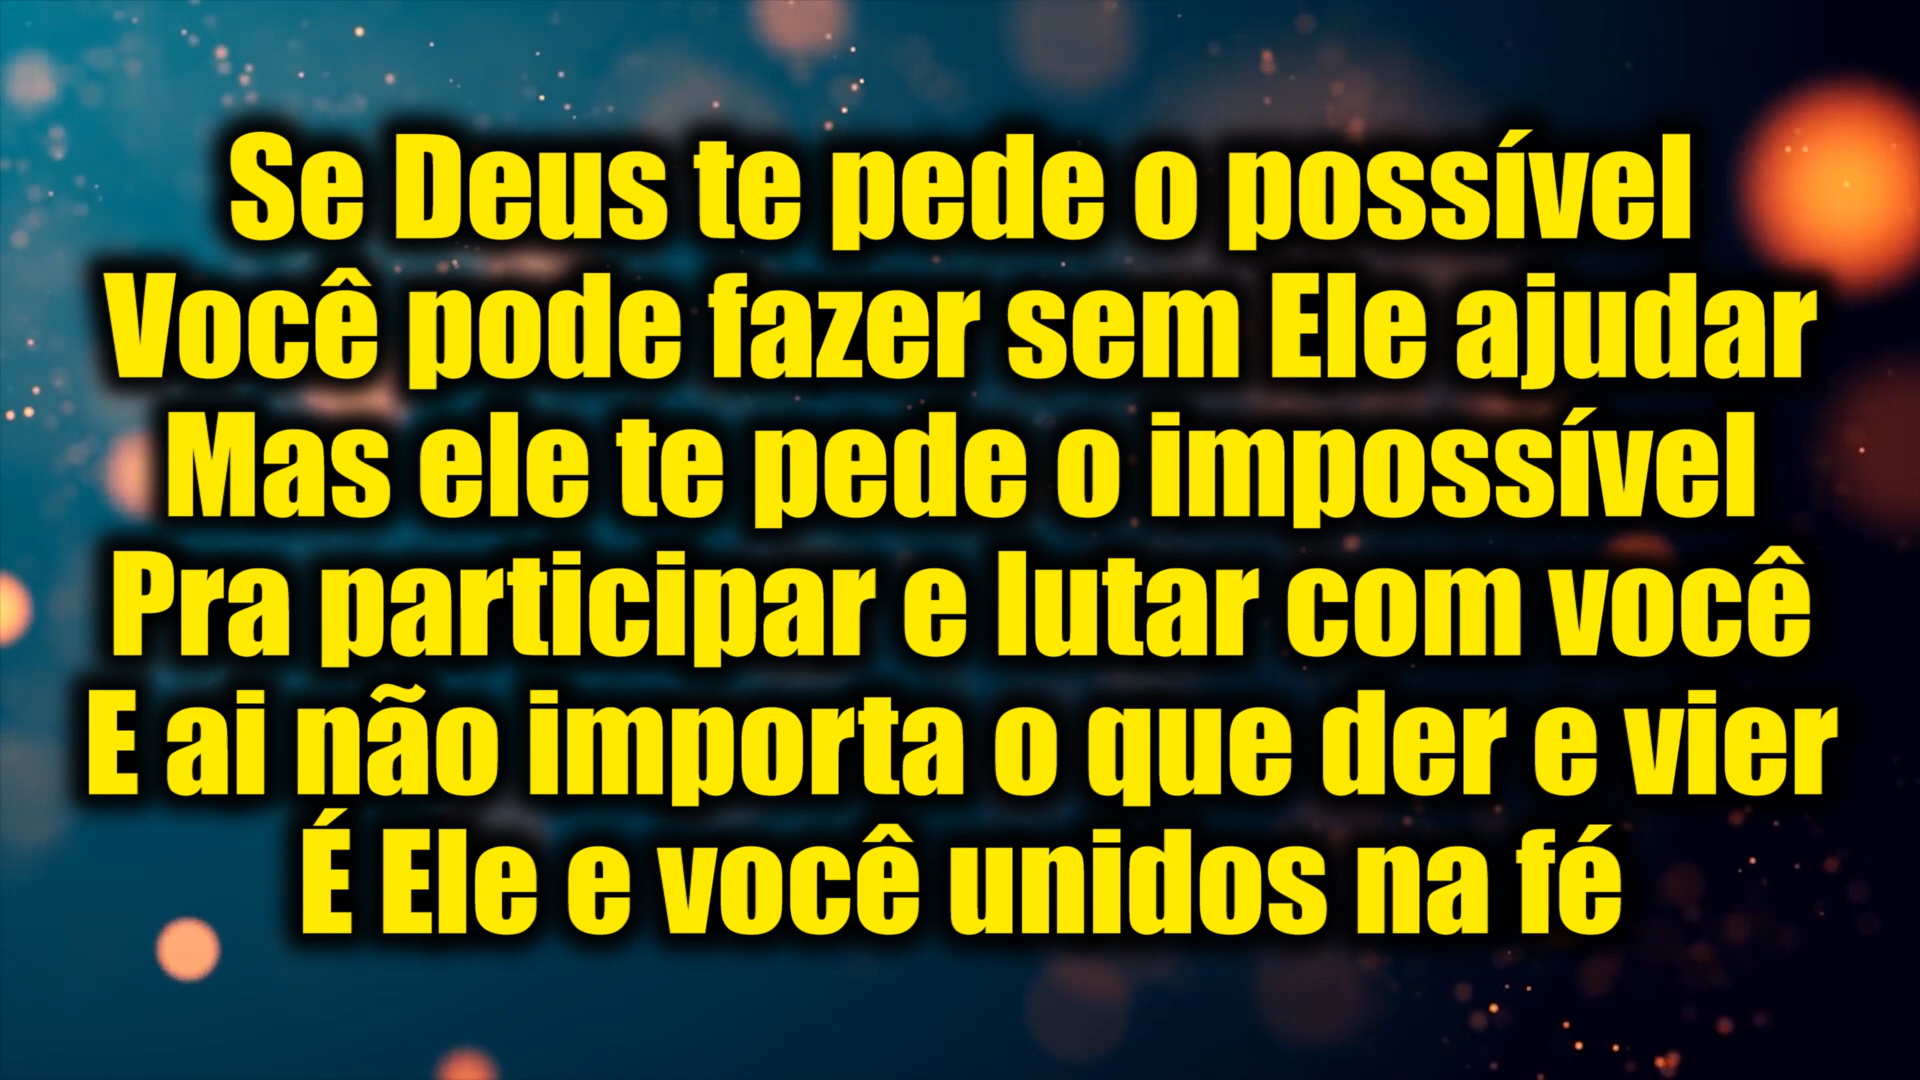 Se Deus te pede o possível
Você pode fazer sem Ele ajudar
Mas ele te pede o impossível
Pra participar e lutar com você
E ai não importa o que der e vier
É Ele e você unidos na fé